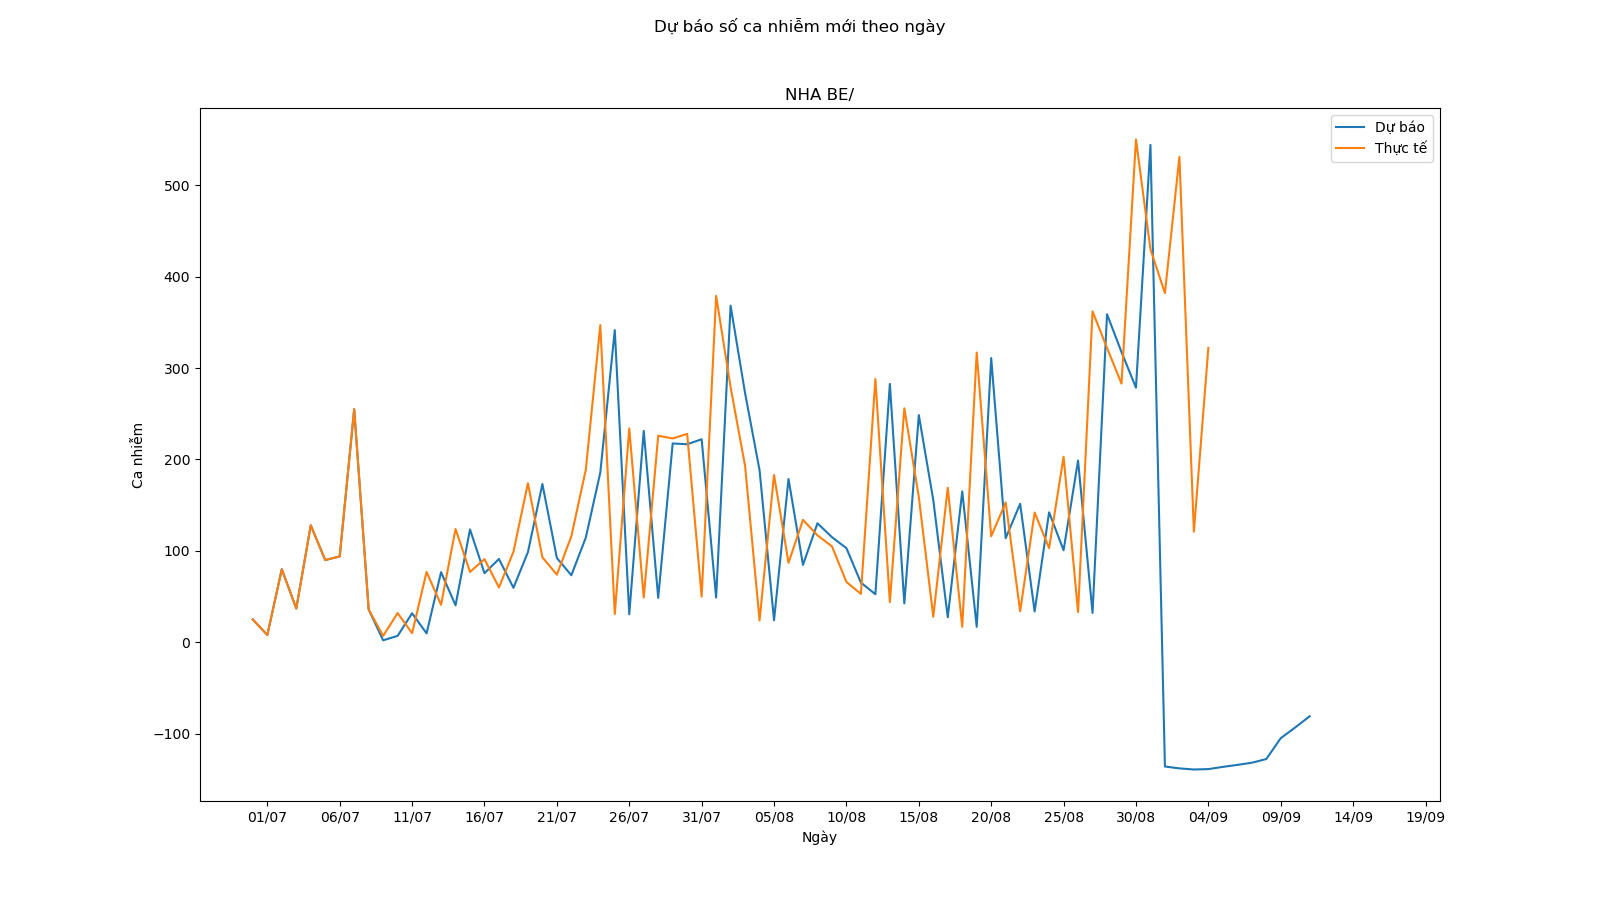 Dự báo số ca nhiễm mới theo ngày
NHA BE/
Dự báo
Thực tế
500
400
300
200
100
0
−100
Ca nhiễm
01/07 06/07 11/07 16/07 21/07 26/07 31/07 05/08 10/08 15/08 20/08 25/08 30/08 04/09 09/09 14/09 19/09
Ngày